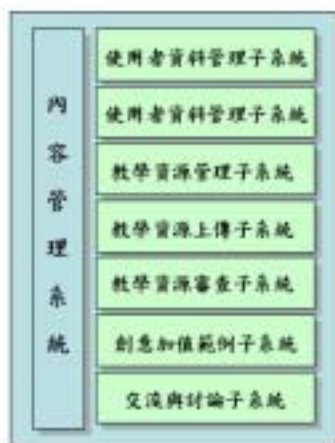 內容管理系統
使用者資料管理子系統
使用者資料管理子系統
教學資源管理子系統
教學資源上傳子系統
教學資源審查子系統
創意加值範例子系統
交流與討論子系統